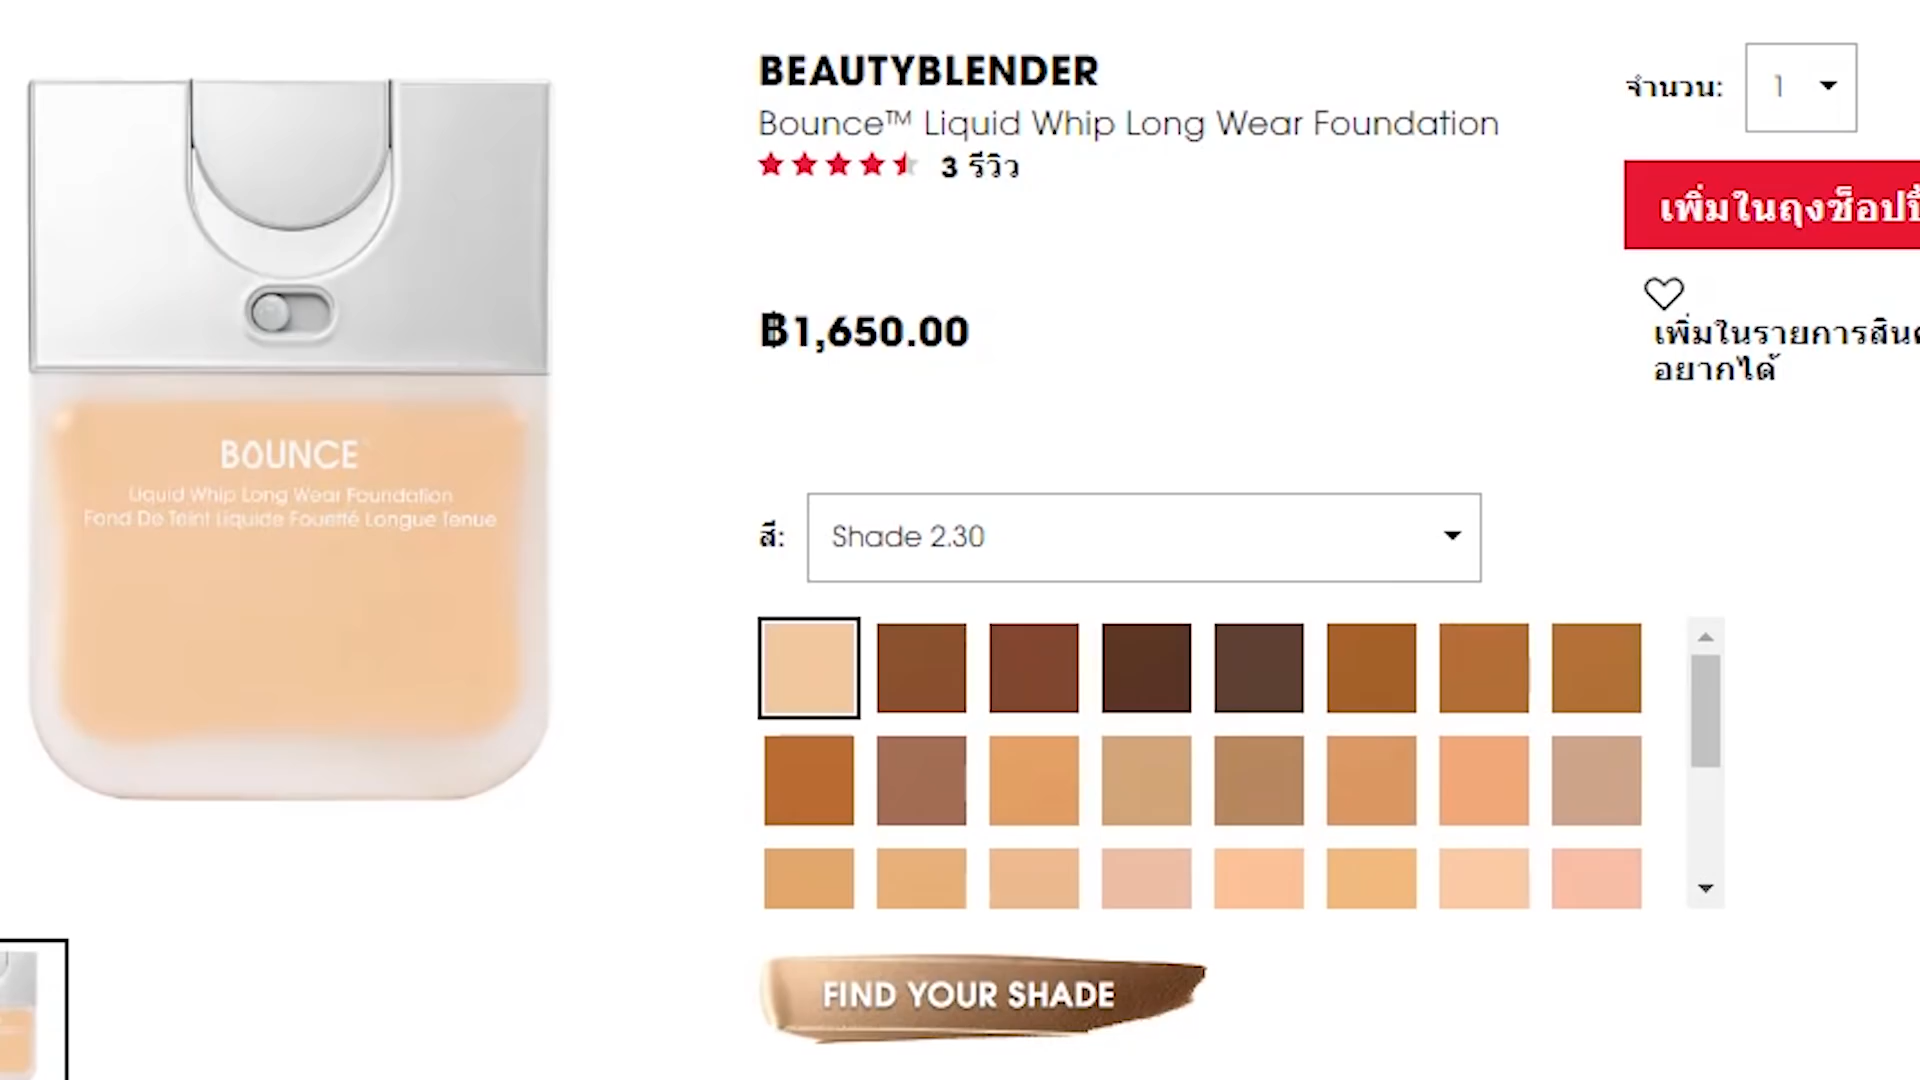 BEAUTYBLENDER
Bounce™ Liquid Whip Long Wear Foundation
3 รีวิว
฿1,650.00
จำนวน:
1
เพิ่มในถุงช็อปปิ้
เพิ่มในรายการสิน
อยากได้
BOUNCE
Liquid Whip Long Wear Foundation
Fond De Teint Liquide Fouetté Longue Tenue
สี:
Shade 2.30
FIND YOUR SHADE